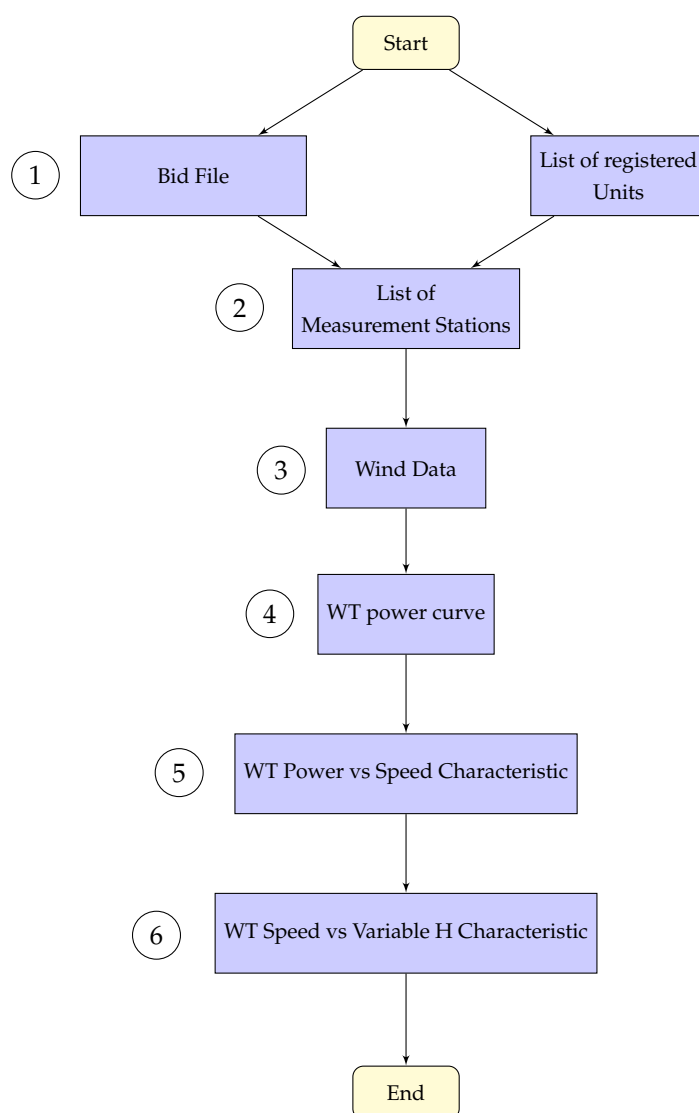 Start
1
Bid File
List of registered
Units
2
List of
Measurement Stations
3
Wind Data
4
WT power curve
5
WT Power vs Speed Characteristic
6
WT Speed vs Variable H Characteristic
End